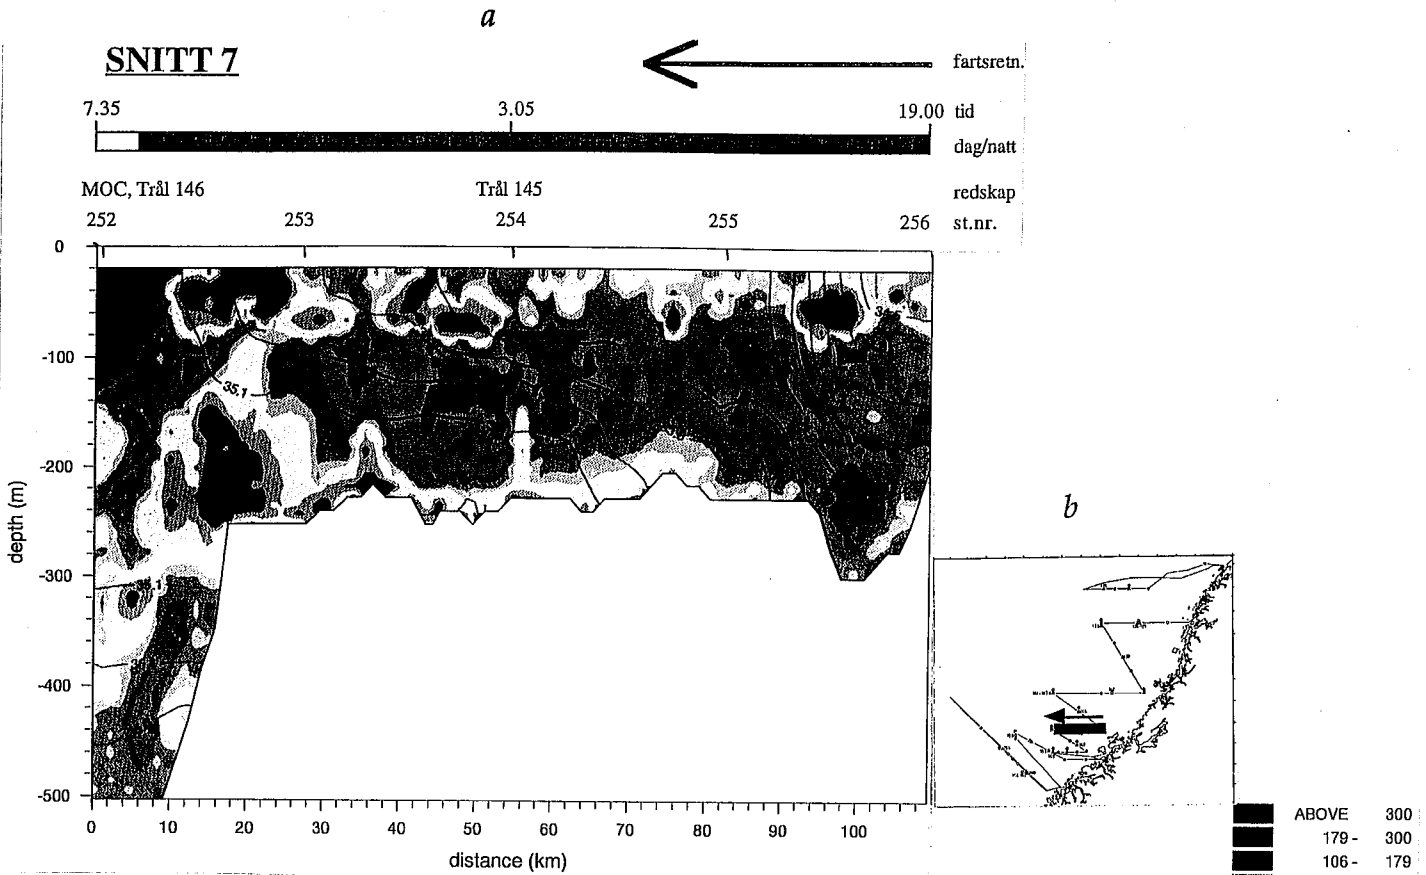 a
SNITT 7
fartsretn.
7.35 3.05 19.00 tid
dag/natt
MOC, Trål 146 Trål 145 redskap
252 253 254 255 256 st.nr.
0
-100
35.1
-200
-300
35.1
-400
-500
depth (m)
0 10 20 30 40 50 60 70 80 90 100
distance (km)
b
ABOVE 300
179 - 300
106 - 179